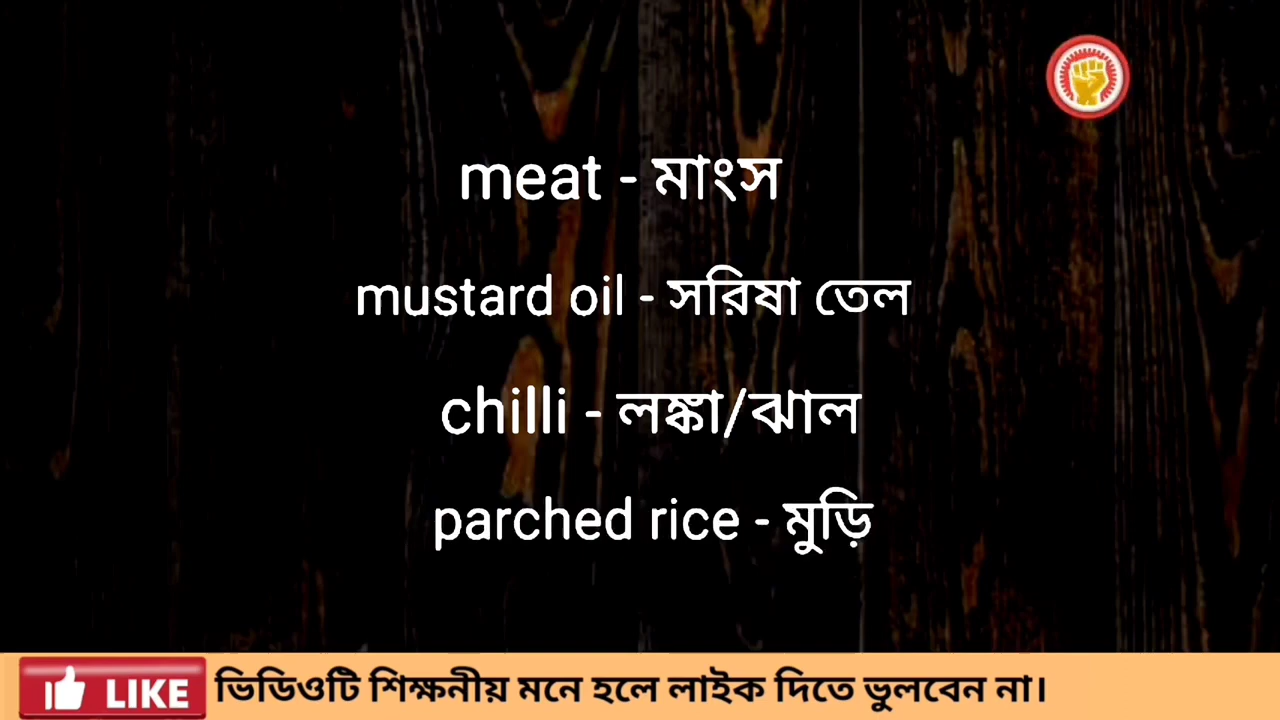 meat - মাংস
mustard oil - সরিষা তেল
chilli - লঙ্কা/ঝাল
parched rice - মুড়ি
LIKE ভিডিওটি শিক্ষনীয় মনে হলে লাইক দিতে ভুলবেন না।